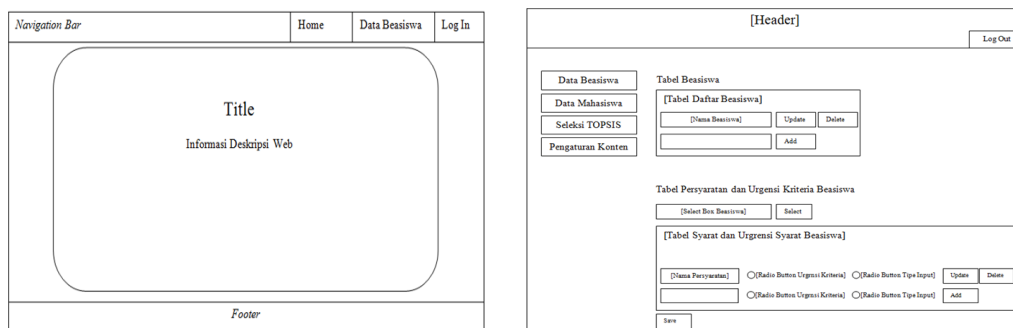 Navigation Bar
Home
Data Beasiswa
Log In
Title
Informasi Deskripsi Web
Footer
[Header]
Log Out
Data Beasiswa
Data Mahasiswa
Seleksi TOPSIS
Pengaturan Konten
Tabel Beasiswa
[Tabel Daftar Beasiswa]
[Nama Beasiswa] Update Delete
Add
Tabel Persyaratan dan Urgensi Kriteria Beasiswa
[Select Box Beasiswa] Select
[Tabel Syarat dan Urgrensi Syarat Beasiswa]
[Nama Persyaratan] [Radio Button Urgensi Kriteria] [Radio Button Tipe Input] Update Delete
[Radio Button Urgensi Kriteria] [Radio Button Tipe Input] Add
Save